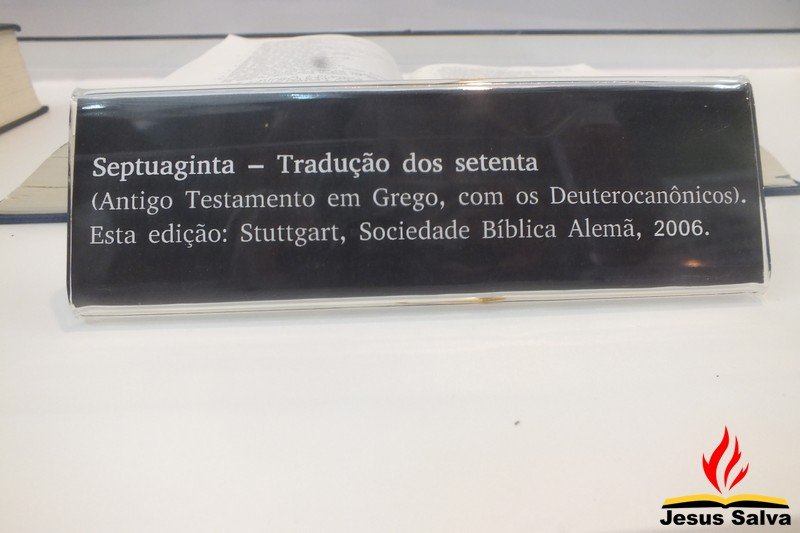 Septuaginta – Tradução dos setenta
(Antigo Testamento em Grego, com os Deuterocanônicos).
Esta edição: Stuttgart, Sociedade Bíblica Alemã, 2006.
Jesus Salva